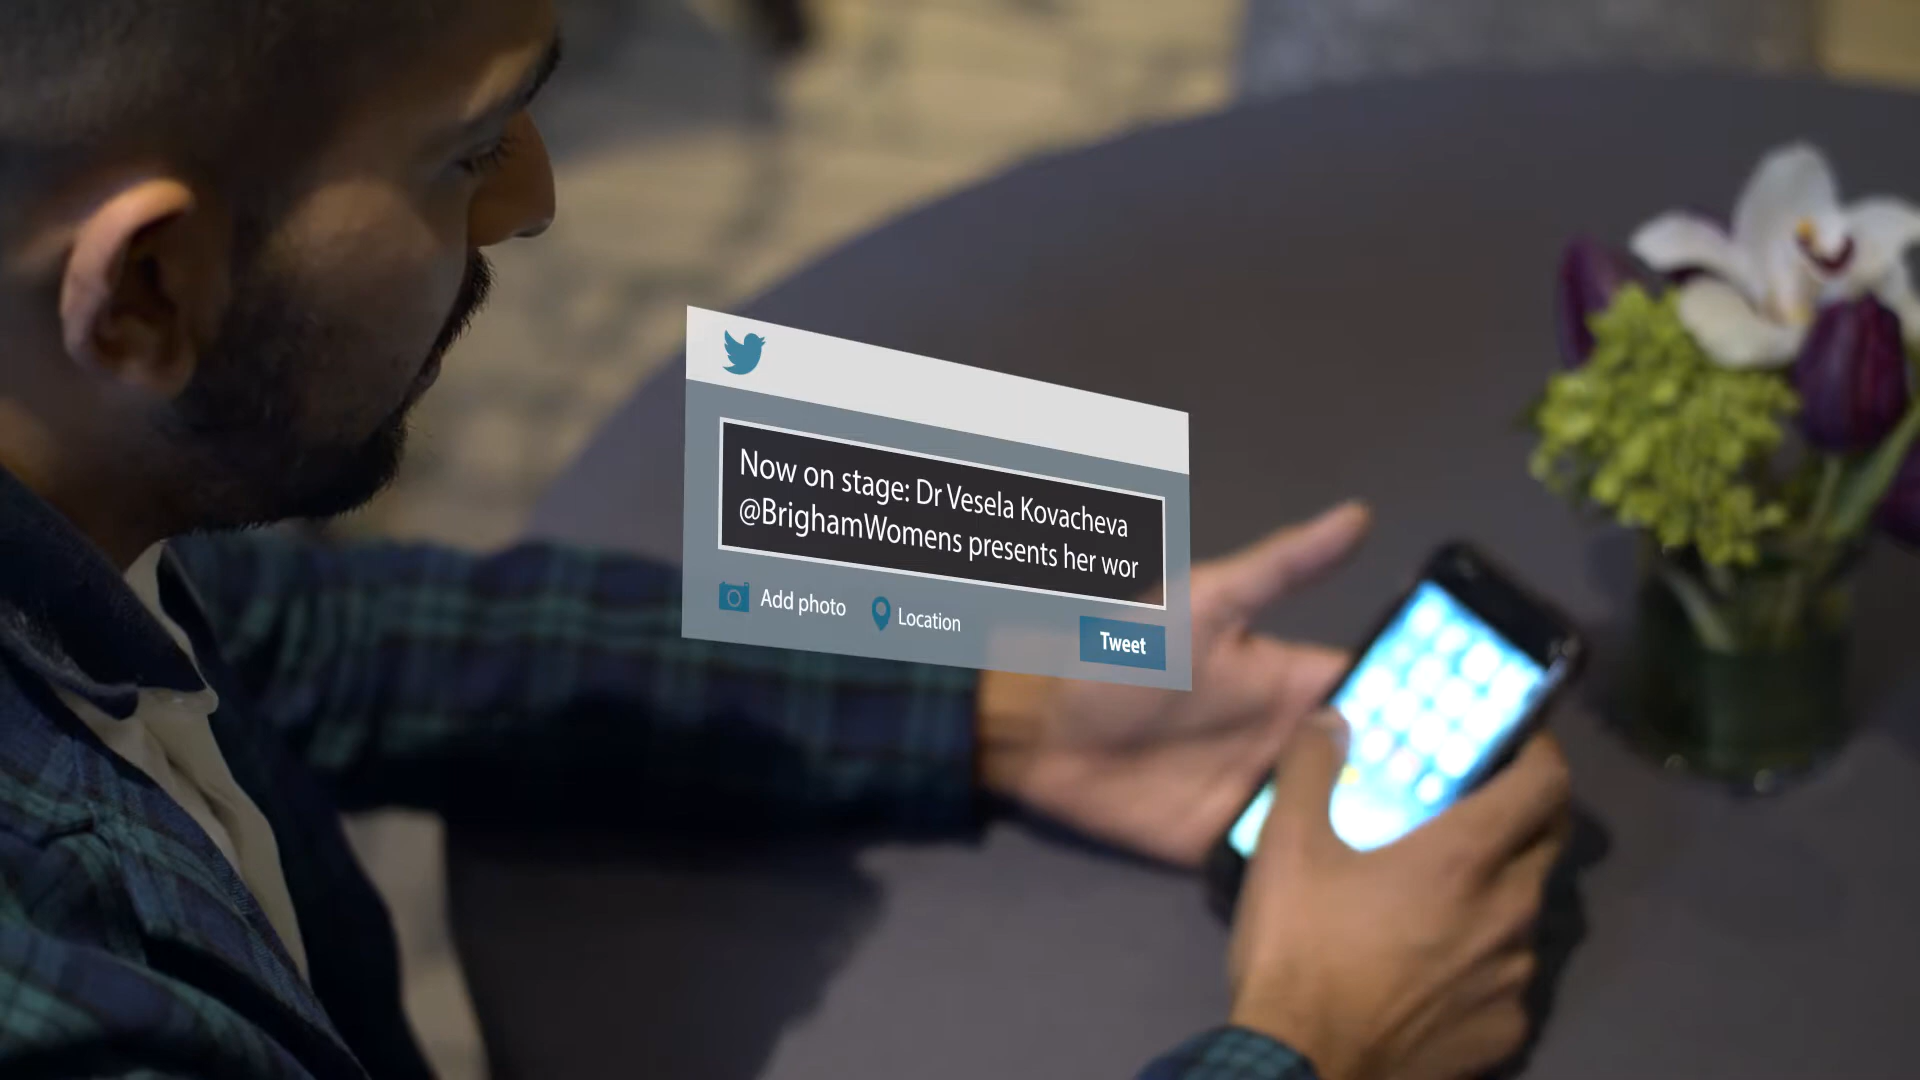 Now on stage: Dr Vesela Kovacheva
@BrighamWomens presents her wor
Add photo
Location
Tweet